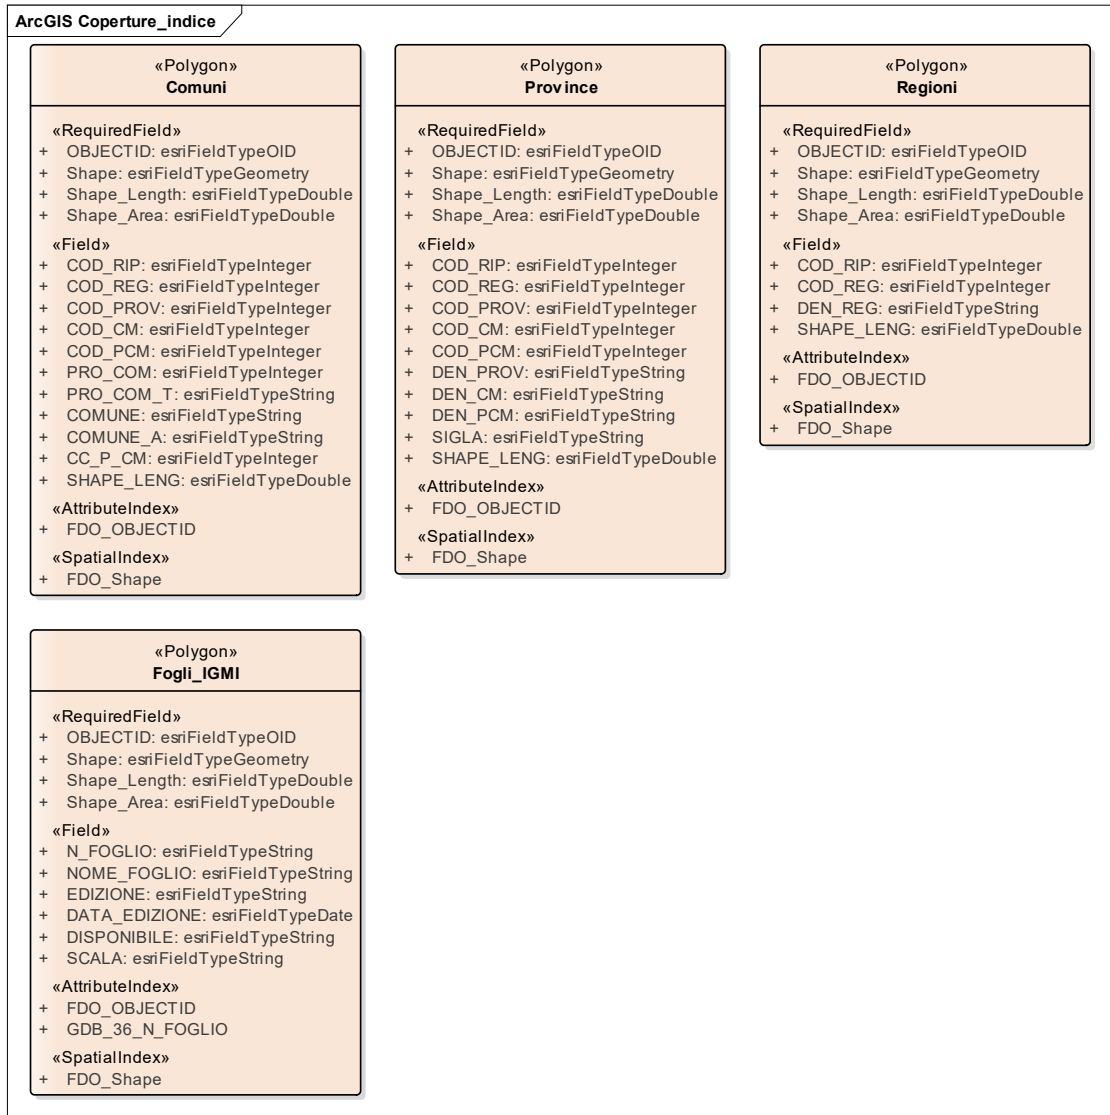 ArcGIS Coperture_indice
«Polygon»
Comuni
«RequiredField»
+ OBJECTID: esriFieldTypeOID
+ Shape: esriFieldTypeGeometry
+ Shape_Length: esriFieldTypeDouble
+ Shape_Area: esriFieldTypeDouble
«Field»
+ COD_RIP: esriFieldTypeInteger
+ COD_REG: esriFieldTypeInteger
+ COD_PROV: esriFieldTypeInteger
+ COD_CM: esriFieldTypeInteger
+ COD_PCM: esriFieldTypeInteger
+ PRO_COM: esriFieldTypeInteger
+ PRO_COM_T: esriFieldTypeString
+ COMUNE: esriFieldTypeString
+ COMUNE_A: esriFieldTypeString
+ CC_P_CM: esriFieldTypeInteger
+ SHAPE_LENG: esriFieldTypeDouble
«AttributeIndex»
+ FDO_OBJECTID
«SpatialIndex»
+ FDO_Shape
«Polygon»
Province
«RequiredField»
+ OBJECTID: esriFieldTypeOID
+ Shape: esriFieldTypeGeometry
+ Shape_Length: esriFieldTypeDouble
+ Shape_Area: esriFieldTypeDouble
«Field»
+ COD_RIP: esriFieldTypeInteger
+ COD_REG: esriFieldTypeInteger
+ COD_PROV: esriFieldTypeInteger
+ COD_CM: esriFieldTypeInteger
+ COD_PCM: esriFieldTypeInteger
+ DEN_PROV: esriFieldTypeString
+ DEN_CM: esriFieldTypeString
+ DEN_PCM: esriFieldTypeString
+ SIGLA: esriFieldTypeString
+ SHAPE_LENG: esriFieldTypeDouble
«AttributeIndex»
+ FDO_OBJECTID
«SpatialIndex»
+ FDO_Shape
«Polygon»
Regioni
«RequiredField»
+ OBJECTID: esriFieldTypeOID
+ Shape: esriFieldTypeGeometry
+ Shape_Length: esriFieldTypeDouble
+ Shape_Area: esriFieldTypeDouble
«Field»
+ COD_RIP: esriFieldTypeInteger
+ COD_REG: esriFieldTypeInteger
+ DEN_REG: esriFieldTypeString
+ SHAPE_LENG: esriFieldTypeDouble
«AttributeIndex»
+ FDO_OBJECTID
«SpatialIndex»
+ FDO_Shape
«Polygon»
Fogli_IGMI
«RequiredField»
+ OBJECTID: esriFieldTypeOID
+ Shape: esriFieldTypeGeometry
+ Shape_Length: esriFieldTypeDouble
+ Shape_Area: esriFieldTypeDouble
«Field»
+ N_FOGLIO: esriFieldTypeString
+ NOME_FOGLIO: esriFieldTypeString
+ EDIZIONE: esriFieldTypeString
+ DATA_EDIZIONE: esriFieldTypeDate
+ DISPONIBILE: esriFieldTypeString
+ SCALA: esriFieldTypeString
«AttributeIndex»
+ FDO_OBJECTID
+ GDB_36_N_FOGLIO
«SpatialIndex»
+ FDO_Shape